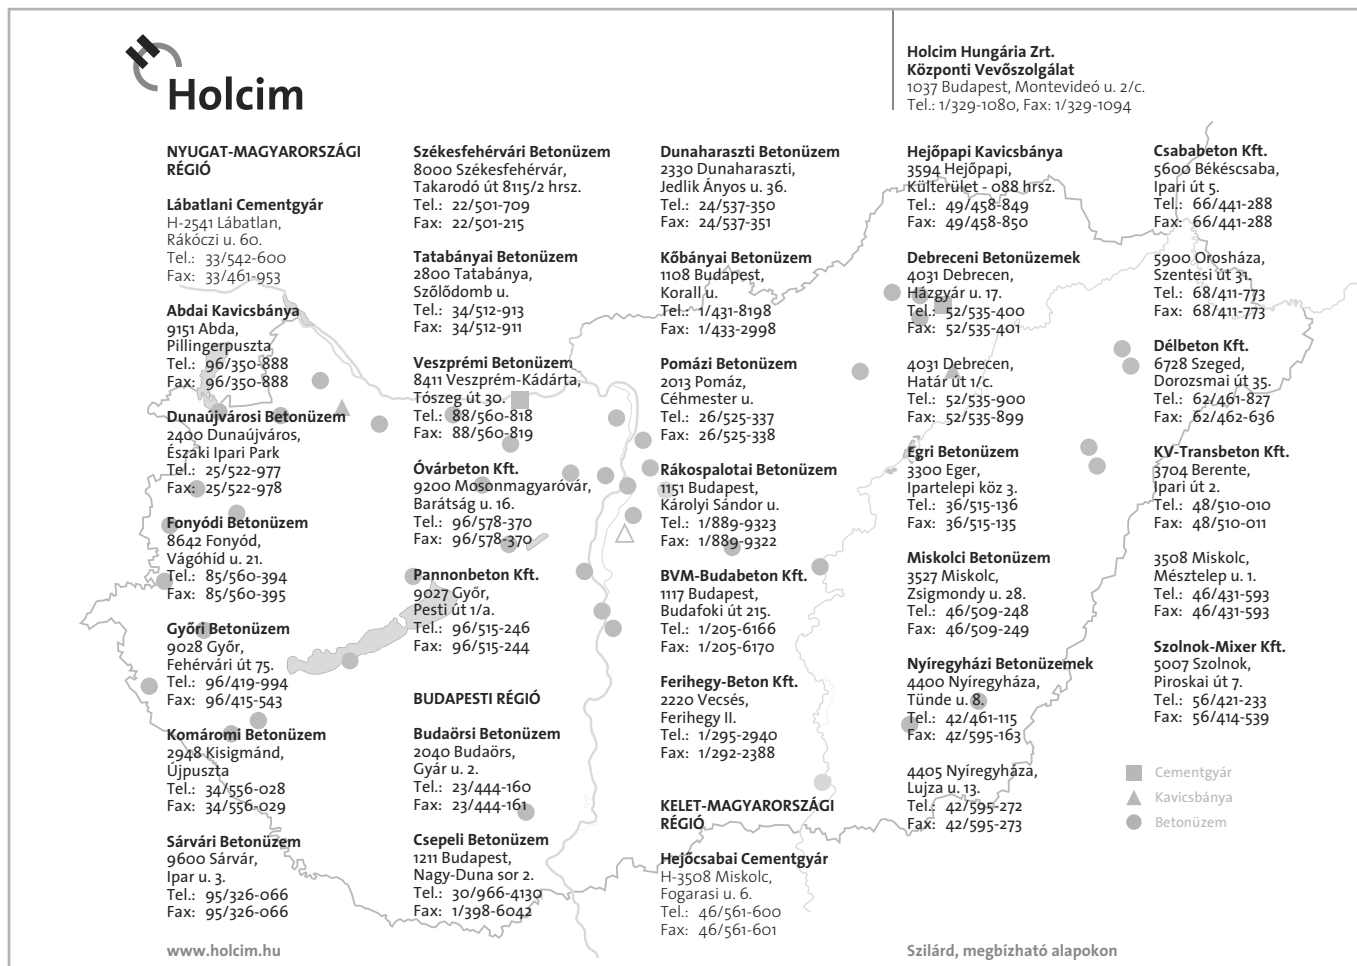 Holcim
Holcim Hungária Zrt.
Központi Vevőszolgálat
1037 Budapest, Montevideó u. 2/c.
Tel.: 1/329-1080, Fax: 1/329-1094
NYUGAT-MAGYARORSZÁGI
RÉGIÓ
Lábatlani Cementgyár
H-2541 Lábatlan,
Rákóczi u. 60.
Tel.: 33/542-600
Fax: 33/461-953
Abdai Kavicsbánya
9151 Abda,
Pillingerpuszta
Tel.: 96/350-888
Fax: 96/350-888
Dunaújvárosi Betonüzem
2400 Dunaújváros,
Északi Ipari Park
Tel.: 25/522-977
Fax: 25/522-978
Fonyódi Betonüzem
8642 Fonyód,
Vágóhíd u. 21.
Tel.: 85/560-394
Fax: 85/560-395
Győri Betonüzem
9028 Győr,
Fehérvári út 75.
Tel.: 96/419-994
Fax: 96/415-543
Komáromi Betonüzem
2948 Kisigmánd,
Újpuszta
Tel.: 34/556-028
Fax: 34/556-029
Sárvári Betonüzem
9600 Sárvár,
Ipar u. 3.
Tel.: 95/326-066
Fax: 95/326-066
Székesfehérvári Betonüzem
8000 Székesfehérvár,
Takarodó út 8115/2 hrsz.
Tel.: 22/501-709
Fax: 22/501-215
Tatabányai Betonüzem
2800 Tatabánya,
Szőlődomb u.
Tel.: 34/512-913
Fax: 34/512-911
Veszprémi Betonüzem
8411 Veszprém-Kádárta,
Tószeg út 30.
Tel.: 88/560-818
Fax: 88/560-819
Óvárbeton Kft.
9200 Mosonmagyaróvár,
Barátság u. 16.
Tel.: 96/578-370
Fax: 96/578-370
Pannonbeton Kft.
9027 Győr,
Pesti út 1/a.
Tel.: 96/515-246
Fax: 96/515-244
BUDAPESTI RÉGIÓ
Budaörsi Betonüzem
2040 Budaörs,
Gyár u. 2.
Tel.: 23/444-160
Fax: 23/444-161
Csepeli Betonüzem
1211 Budapest,
Nagy-Duna sor 2.
Tel.: 30/966-4130
Fax: 1/398-6042
Dunaharaszti Betonüzem
2330 Dunaharaszti,
Jedlik Ányos u. 36.
Tel.: 24/537-350
Fax: 24/537-351
Kőbányai Betonüzem
1108 Budapest,
Korall u.
Tel.: 1/431-8198
Fax: 1/433-2998
Pomázi Betonüzem
2013 Pomáz,
Céhmester u.
Tel.: 26/525-337
Fax: 26/525-338
Rákospalotai Betonüzem
1151 Budapest,
Károlyi Sándor u.
Tel.: 1/889-9323
Fax: 1/889-9322
BVM-Budabeton Kft.
1117 Budapest,
Budafoki út 215.
Tel.: 1/205-6166
Fax: 1/205-6170
Ferihegy-Beton Kft.
2220 Vecsés,
Ferihegy II.
Tel.: 1/295-2940
Fax: 1/292-2388
KELET-MAGYARORSZÁGI
RÉGIÓ
Hejőcsabai Cementgyár
H-3508 Miskolc,
Fogarasi u. 6.
Tel.: 46/561-600
Fax: 46/561-601
Hejőpapi Kavicsbánya
3594 Hejőpapi,
Külterület - 088 hrsz.
Tel.: 49/458-849
Fax: 49/458-850
Debreceni Betonüzemek
4031 Debrecen,
Házgyár u. 17.
Tel.: 52/535-400
Fax: 52/535-401
4031 Debrecen,
Határ út 1/c.
Tel.: 52/535-900
Fax: 52/535-899
Egri Betonüzem
3300 Eger,
Ipartelepi köz 3.
Tel.: 36/515-136
Fax: 36/515-135
Miskolci Betonüzem
3527 Miskolc,
Zsigmondy u. 28.
Tel.: 46/509-248
Fax: 46/509-249
Nyíregyházi Betonüzemek
4400 Nyíregyháza,
Tünde u. 8.
Tel.: 42/461-115
Fax: 4z/595-163
4405 Nyíregyháza,
Lujza u. 13.
Tel.: 42/595-272
Fax: 42/595-273
Csababeton Kft.
5600 Békéscsaba,
Ipari út 5.
Tel.: 66/441-288
Fax: 66/441-288
5900 Orosháza,
Szentesi út 31.
Tel.: 68/411-773
Fax: 68/411-773
Délbeton Kft.
6728 Szeged,
Dorozsmai út 35.
Tel.: 62/461-827
Fax: 62/462-636
KV-Transbeton Kft.
3704 Berente,
Ipari út 2.
Tel.: 48/510-010
Fax: 48/510-011
3508 Miskolc,
Mésztelep u. 1.
Tel.: 46/431-593
Fax: 46/431-593
Szolnok-Mixer Kft.
5007 Szolnok,
Piroskai út 7.
Tel.: 56/421-233
Fax: 56/414-539
Cementgyár
Kavicsbánya
Betonüzem
www.holcim.hu
Szilárd, megbízható alapokon